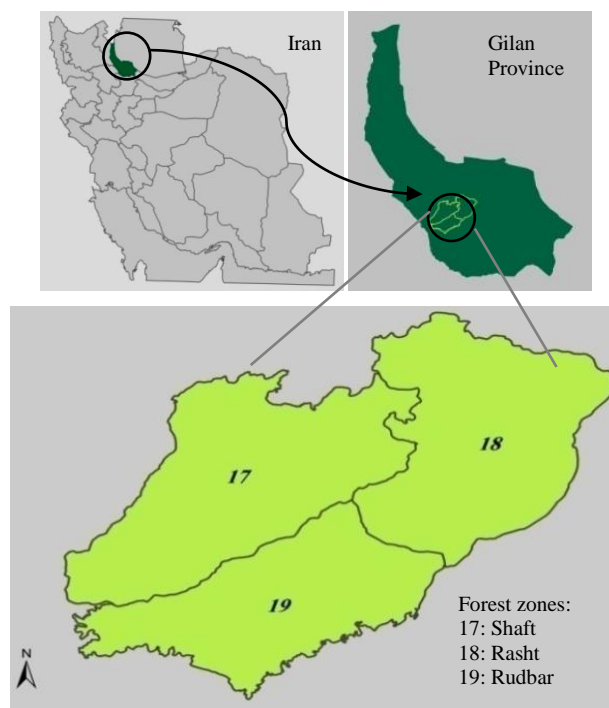 Iran
Gilan
Province
17
18
19
Forest zones:
17: Shaft
18: Rasht
19: Rudbar
N